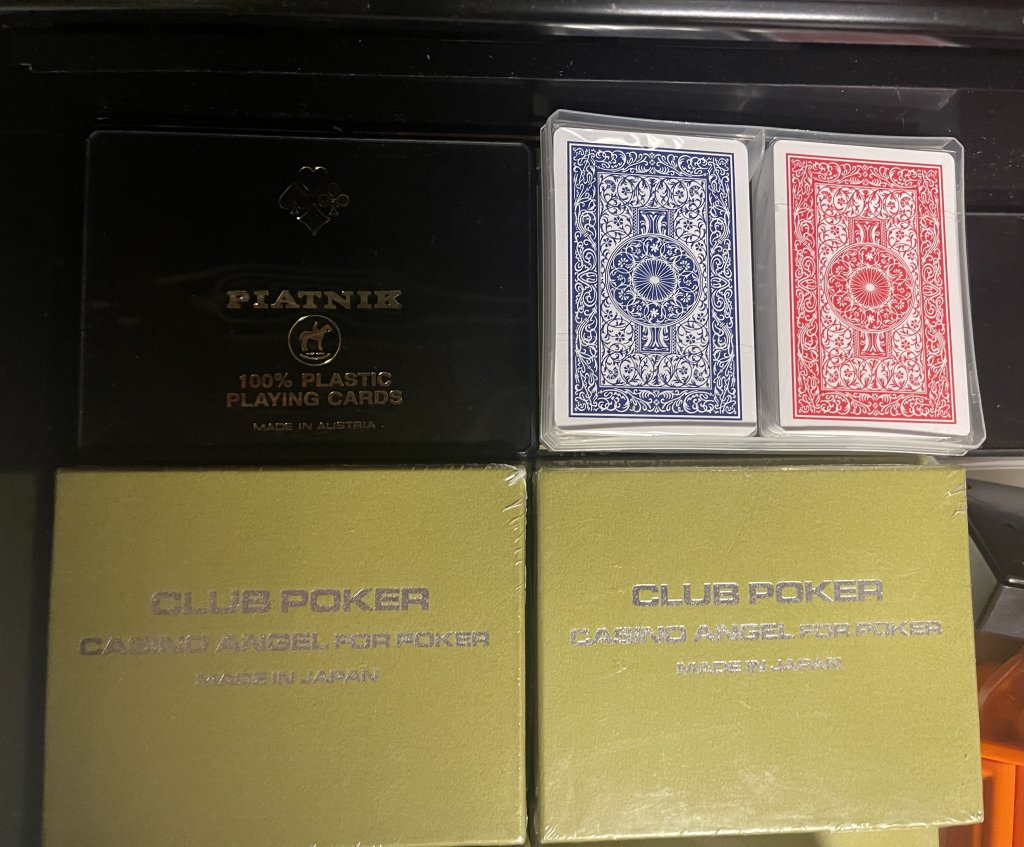 PIATNIK
100% PLASTIC
PLAYING CARDS
MADE IN AUSTRIA
CLUB POKER
CASINO ANGEL FOR POKER
MADE IN JAPAN
CLUB POKER
CASINO ANGEL FOR POKER
MADE IN JAPAN